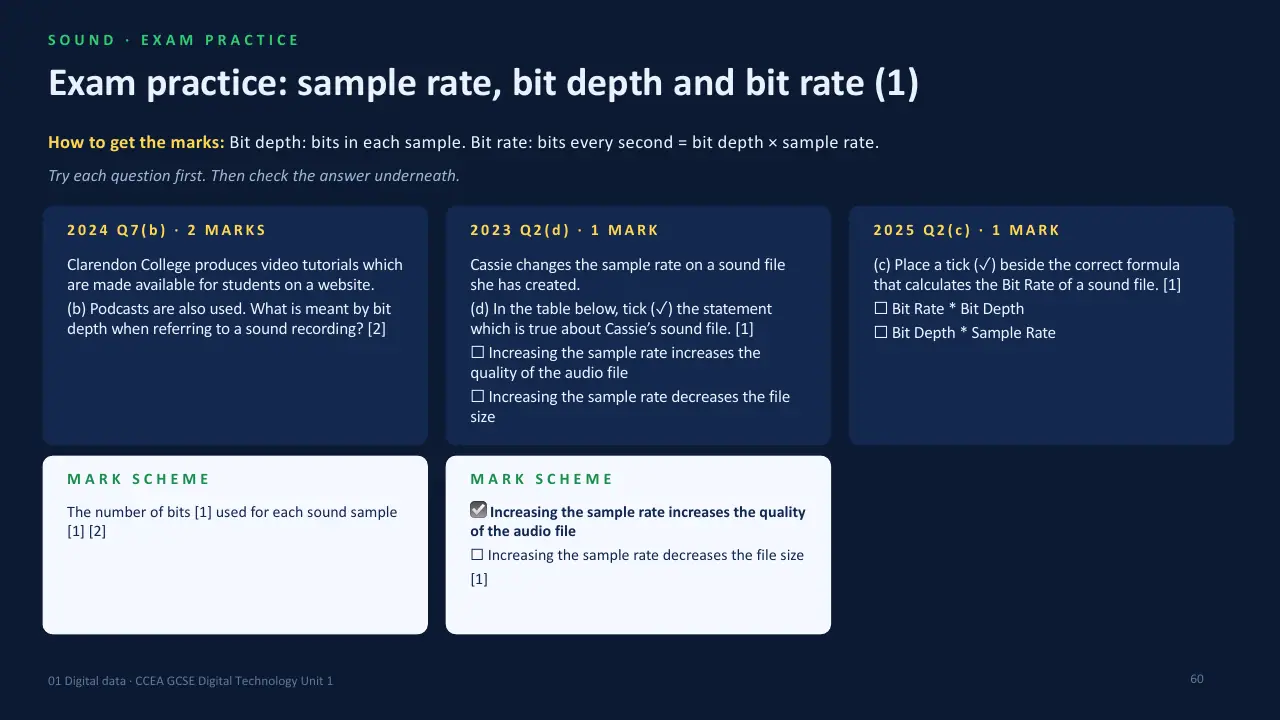 SOUND · EXAM PRACTICE
Exam practice: sample rate, bit depth and bit rate (1)
How to get the marks: Bit depth: bits in each sample. Bit rate: bits every second = bit depth × sample rate.
Try each question first. Then check the answer underneath.
2024 Q7(b) · 2 MARKS
Clarendon College produces video tutorials which
are made available for students on a website.
(b) Podcasts are also used. What is meant by bit
depth when referring to a sound recording? [2]
2023 Q2(d) · 1 MARK
Cassie changes the sample rate on a sound file
she has created.
(d) In the table below, tick (✓) the statement
which is true about Cassie’s sound file. [1]
☐ Increasing the sample rate increases the
quality of the audio file
☐ Increasing the sample rate decreases the file
size
2025 Q2(c) · 1 MARK
(c) Place a tick (✓) beside the correct formula
that calculates the Bit Rate of a sound file. [1]
☐ Bit Rate * Bit Depth
☐ Bit Depth * Sample Rate
MARK SCHEME
The number of bits [1] used for each sound sample
[1] [2]
MARK SCHEME
☑ Increasing the sample rate increases the quality
of the audio file
☐ Increasing the sample rate decreases the file size
[1]
01 Digital data · CCEA GCSE Digital Technology Unit 1
60